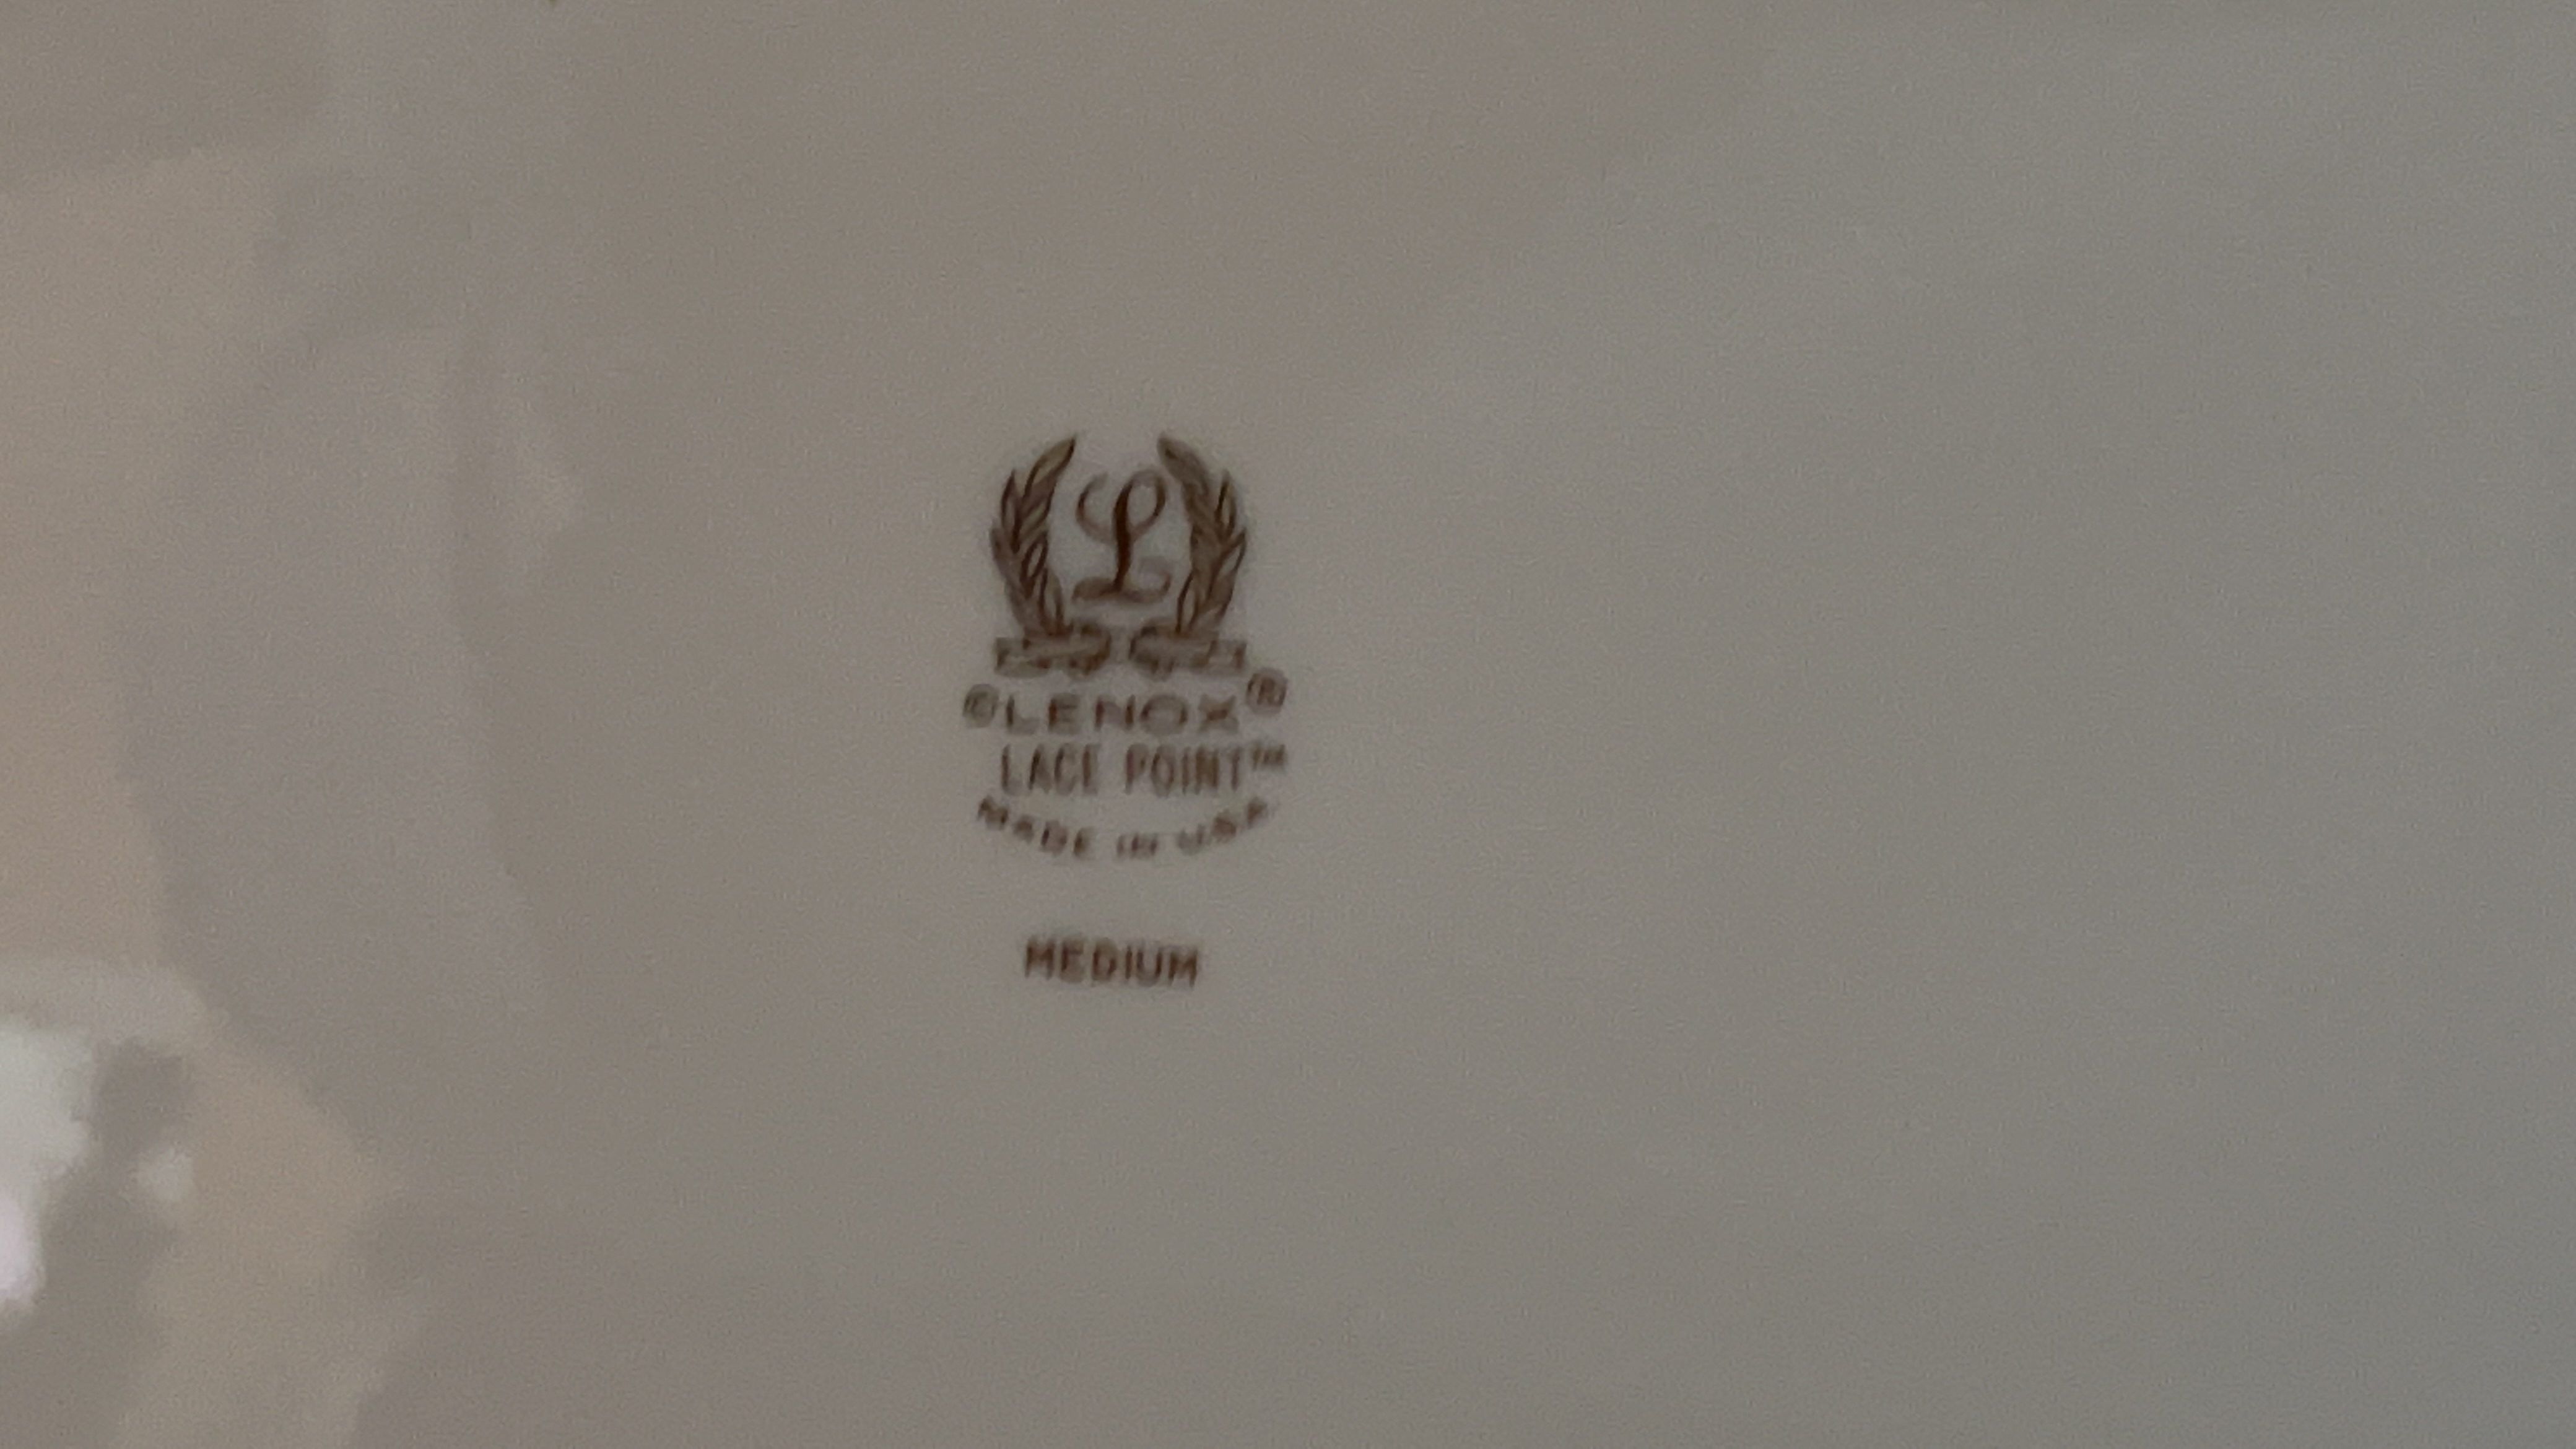 L
©LENOX®
LACE POINT™
MADE IN USA
MEDIUM